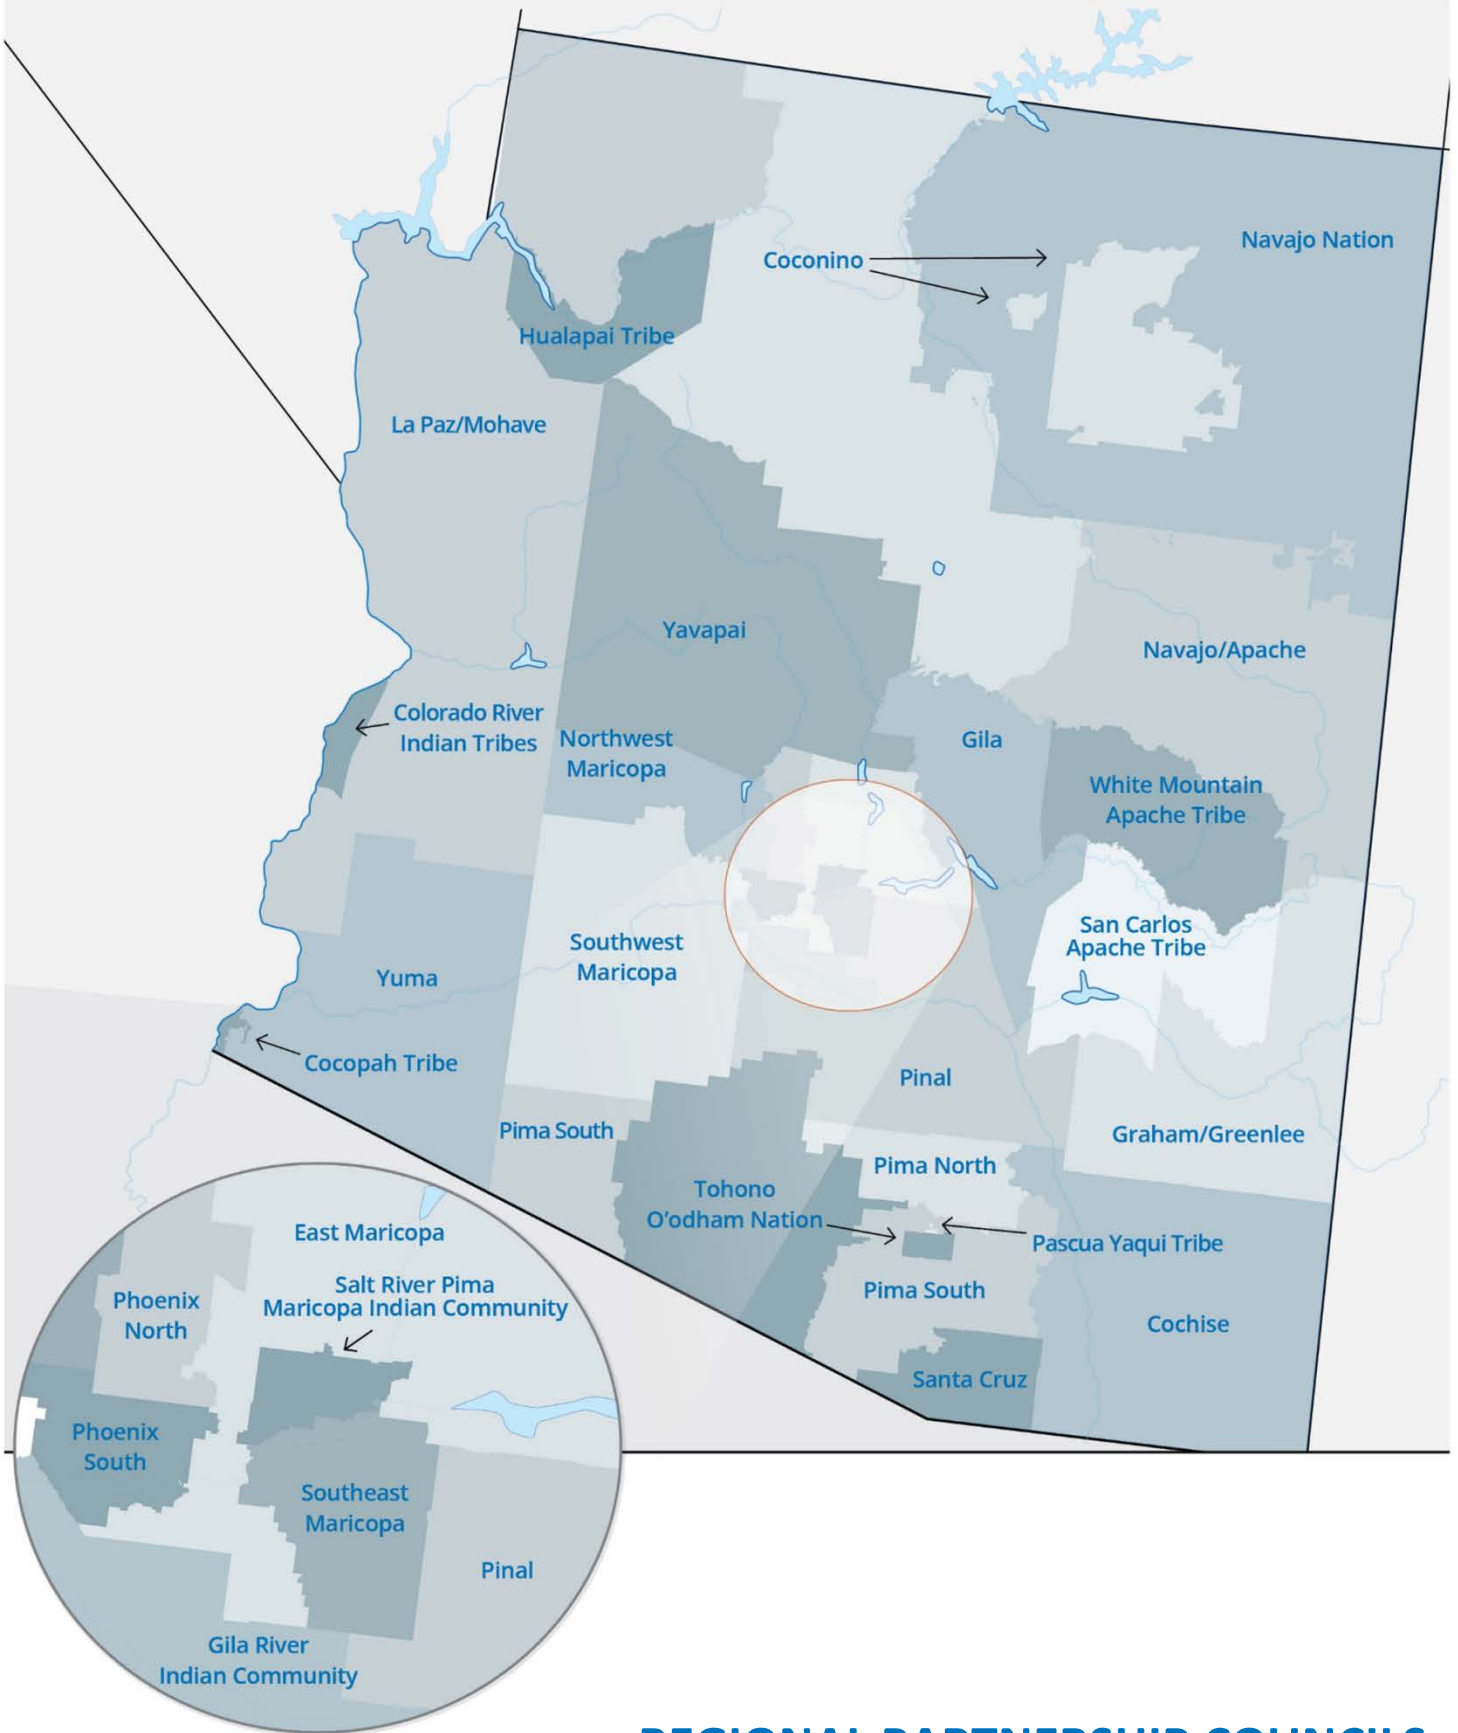 Navajo Nation
Coconino
Hualapai Tribe
La Paz/Mohave
Yavapai
Navajo/Apache
Colorado River
Indian Tribes
Northwest
Maricopa
Gila
White Mountain
Apache Tribe
San Carlos
Apache Tribe
Southwest
Maricopa
Yuma
Cocopah Tribe
Pinal
Pima South
Graham/Greenlee
Pima North
Tohono
O'odham Nation
Pascua Yaqui Tribe
Pima South
Cochise
Santa Cruz
East Maricopa
Salt River Pima
Maricopa Indian Community
Phoenix
North
Phoenix
South
Southeast
Maricopa
Pinal
Gila River
Indian Community
REGIONAL PARTNERSHIP COUNCILS